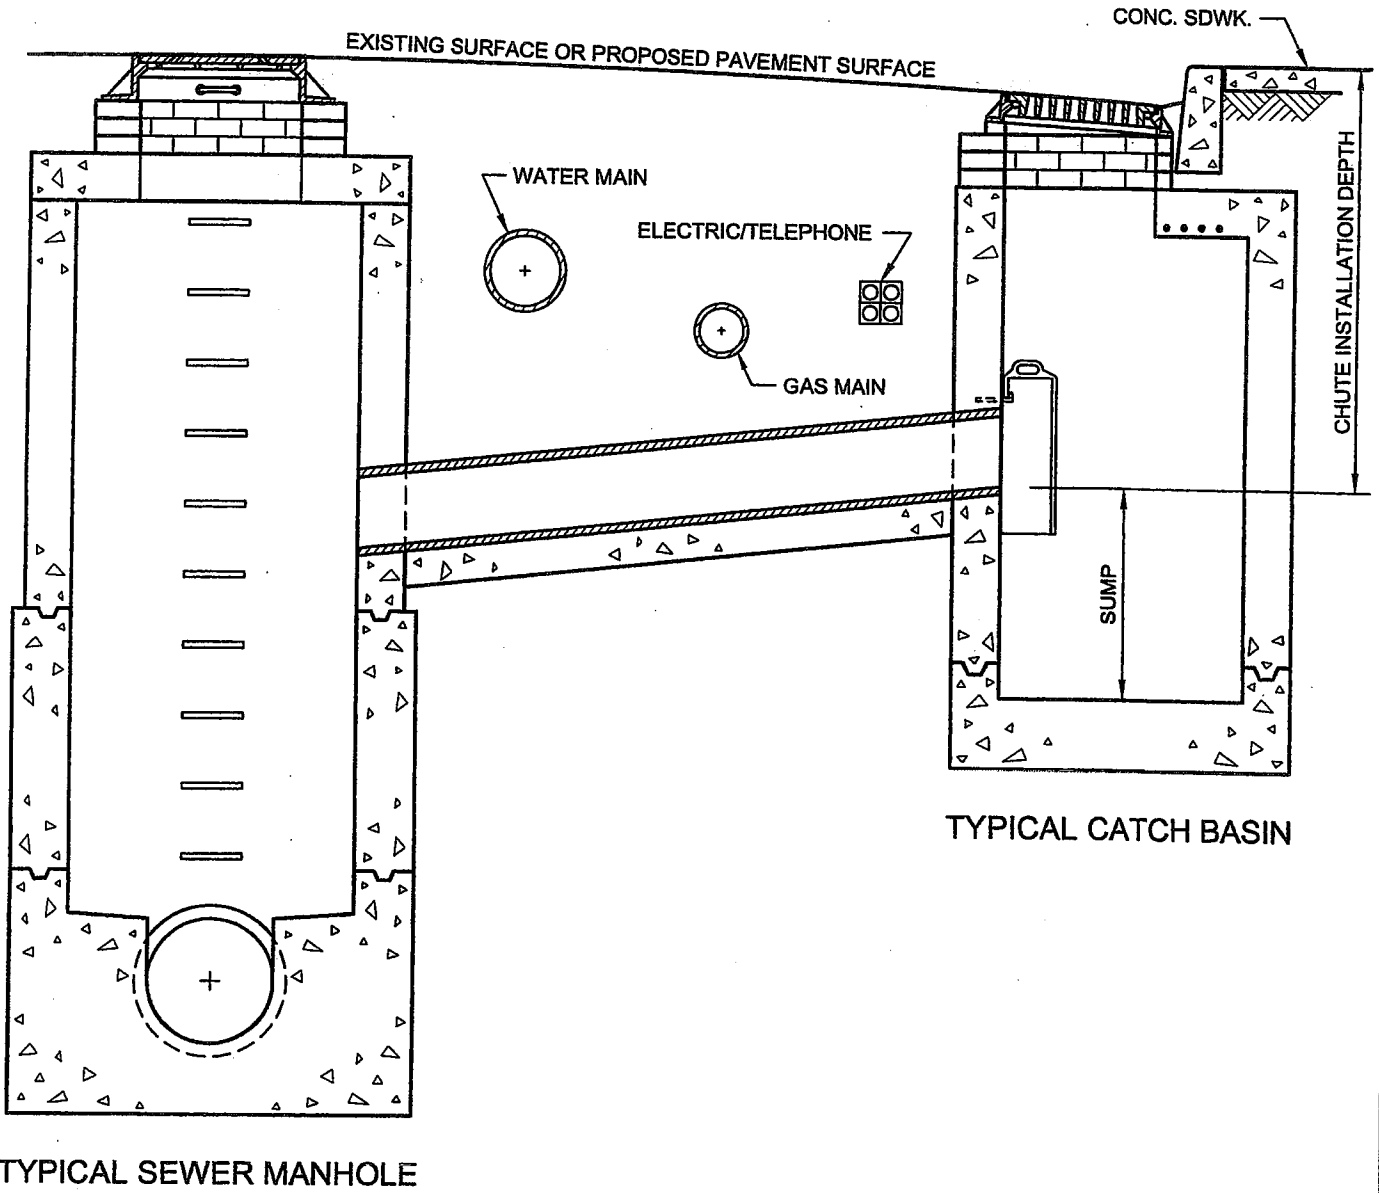 CONC. SDWK.
EXISTING SURFACE OR PROPOSED PAVEMENT SURFACE
WATER MAIN
ELECTRIC/TELEPHONE
GAS MAIN
CHUTE INSTALLATION DEPTH
SUMP
TYPICAL CATCH BASIN
TYPICAL SEWER MANHOLE